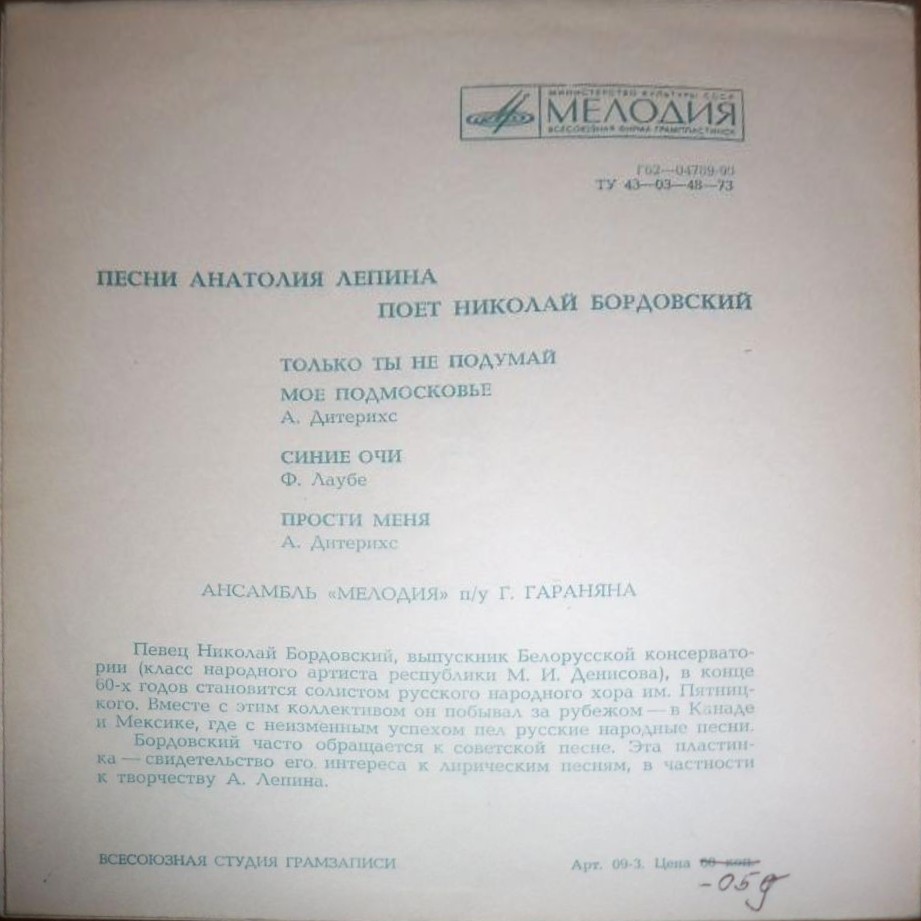 МИНИСТЕРСТВО КУЛЬТУРЫ СССР
МЕЛОДИЯ
ВСЕСОЮЗНАЯ ФИРМА ГРАМПЛАСТИНОК
Г62—04789-90
ТУ 43—03—48—73
ПЕСНИ АНАТОЛИЯ ЛЕПИНА
ПОЕТ НИКОЛАЙ БОРДОВСКИЙ
ТОЛЬКО ТЫ НЕ ПОДУМАЙ
МОЕ ПОДМОСКОВЬЕ
А. Дитерихс
СИНИЕ ОЧИ
Ф. Лаубе
ПРОСТИ МЕНЯ
А. Дитерихс
АНСАМБЛЬ «МЕЛОДИЯ» п/у Г. ГАРАНЯНА
Певец Николай Бордовский, выпускник Белорусской консервато-
рии (класс народного артиста республики М. И. Денисова), в конце
60-х годов становится солистом русского народного хора им. Пятниц-
кого. Вместе с этим коллективом он побывал за рубежом — в Канаде
и Мексике, где с неизменным успехом пел русские народные песни.
Бордовский часто обращается к советской песне. Эта пластин-
ка — свидетельство его интереса к лирическим песням, в частности
к творчеству А. Лепина.
ВСЕСОЮЗНАЯ СТУДИЯ ГРАМЗАПИСИ
Арт. 09-3. Цена 60 коп.